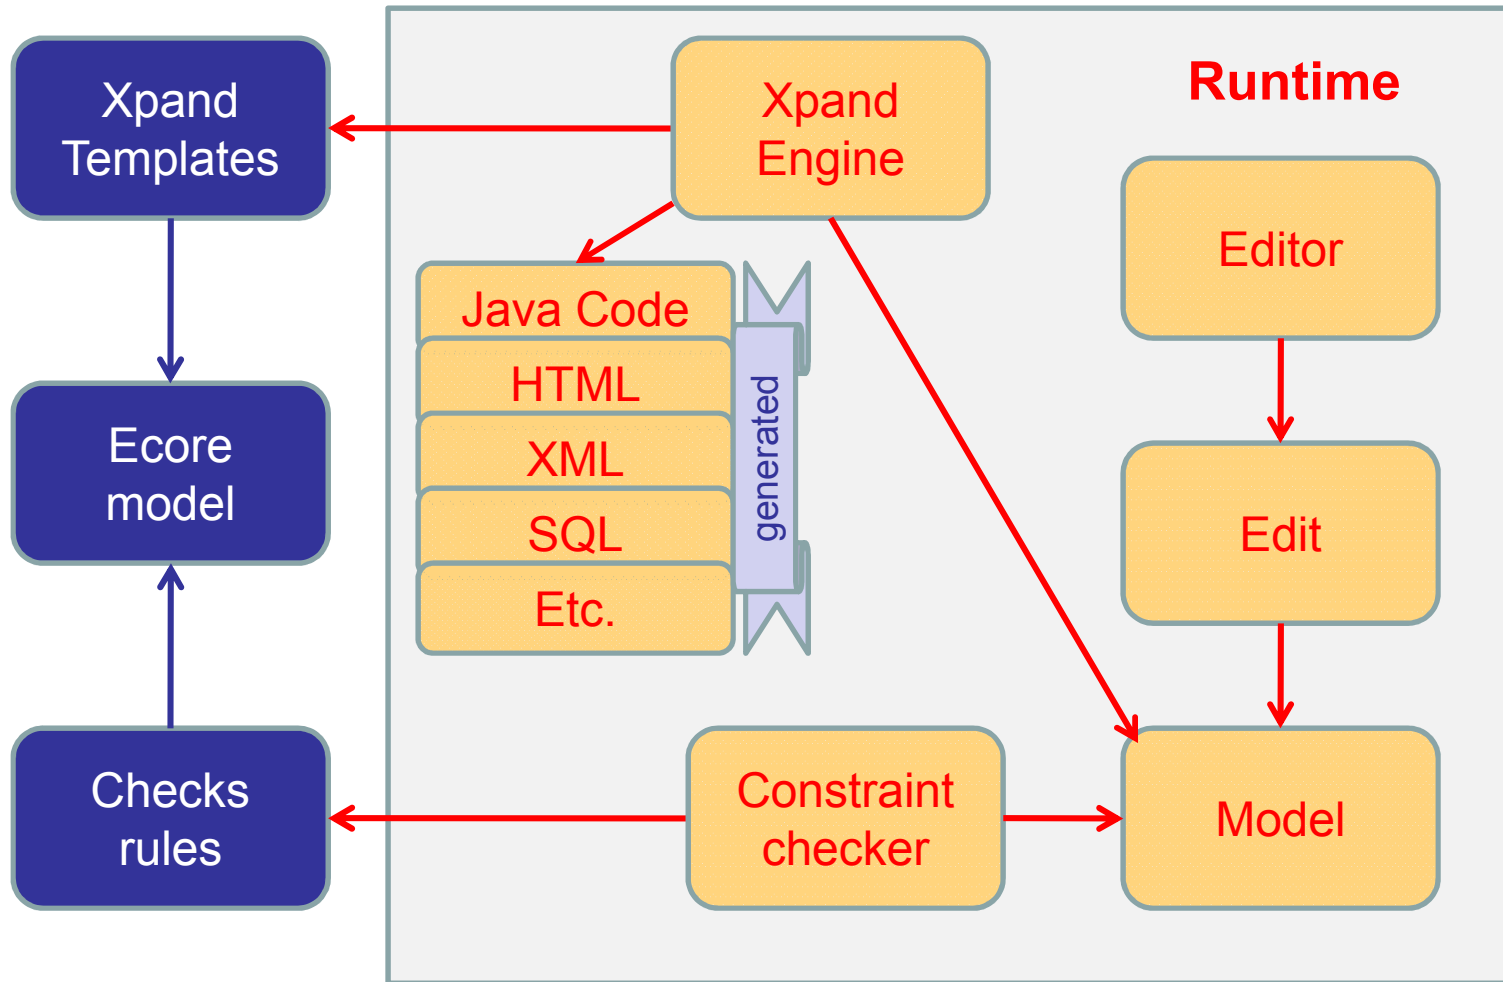 Xpand
Templates
Xpand
Engine
Runtime
Editor
Java Code
HTML
XML
SQL
Etc.
generated
Ecore
model
Edit
Checks
rules
Constraint
checker
Model